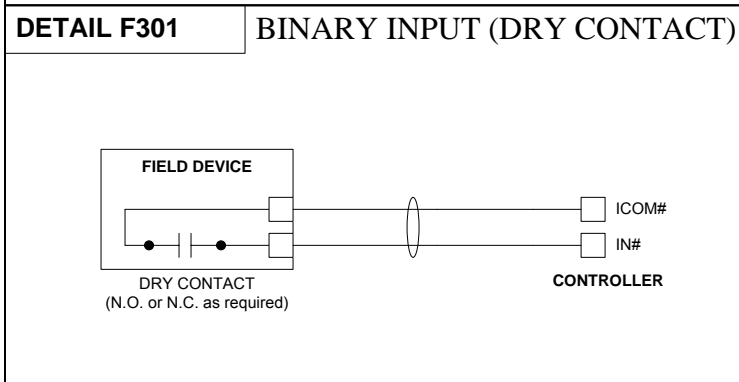 DETAIL F301
BINARY INPUT (DRY CONTACT)
FIELD DEVICE
ICOM#
IN#
DRY CONTACT
(N.O. or N.C. as required)
CONTROLLER